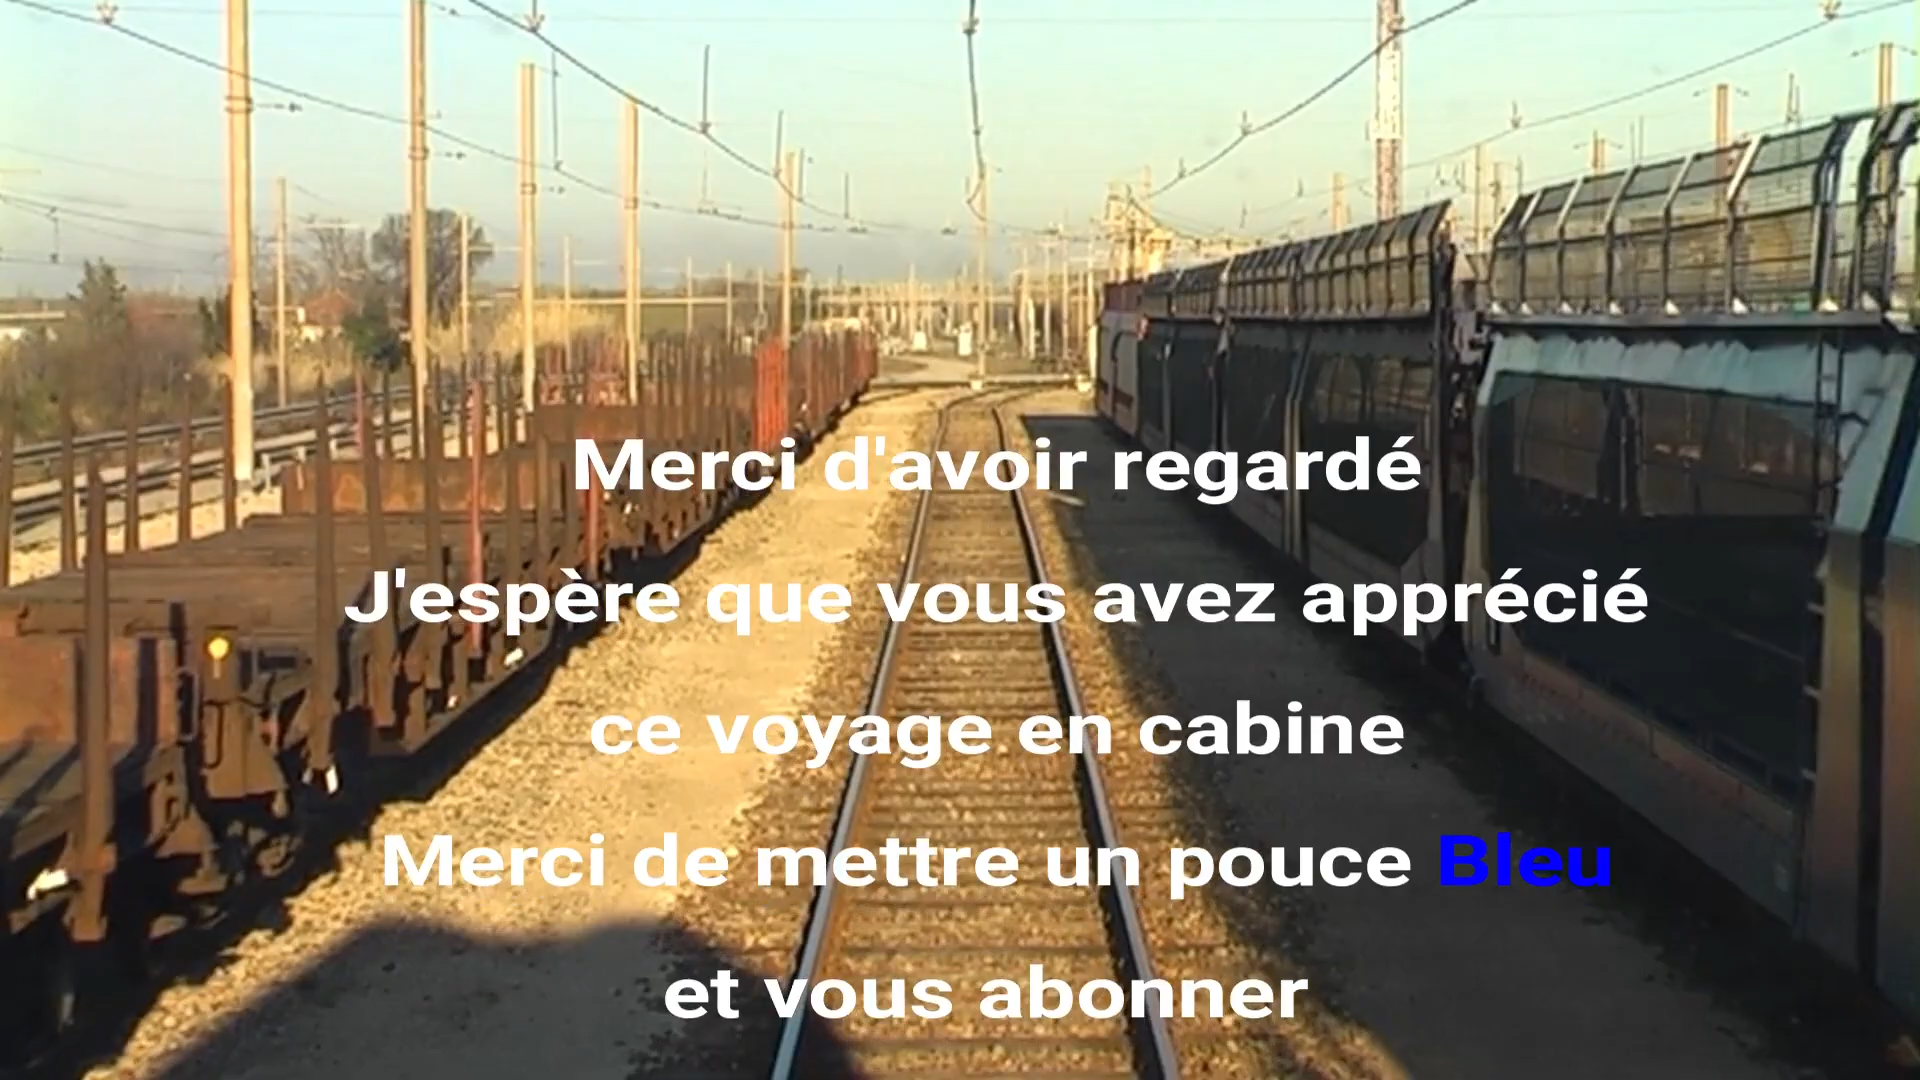 Merci d'avoir regardé
J'espère que vous avez apprécié
ce voyage en cabine
Merci de mettre un pouce Bleu
et vous abonner